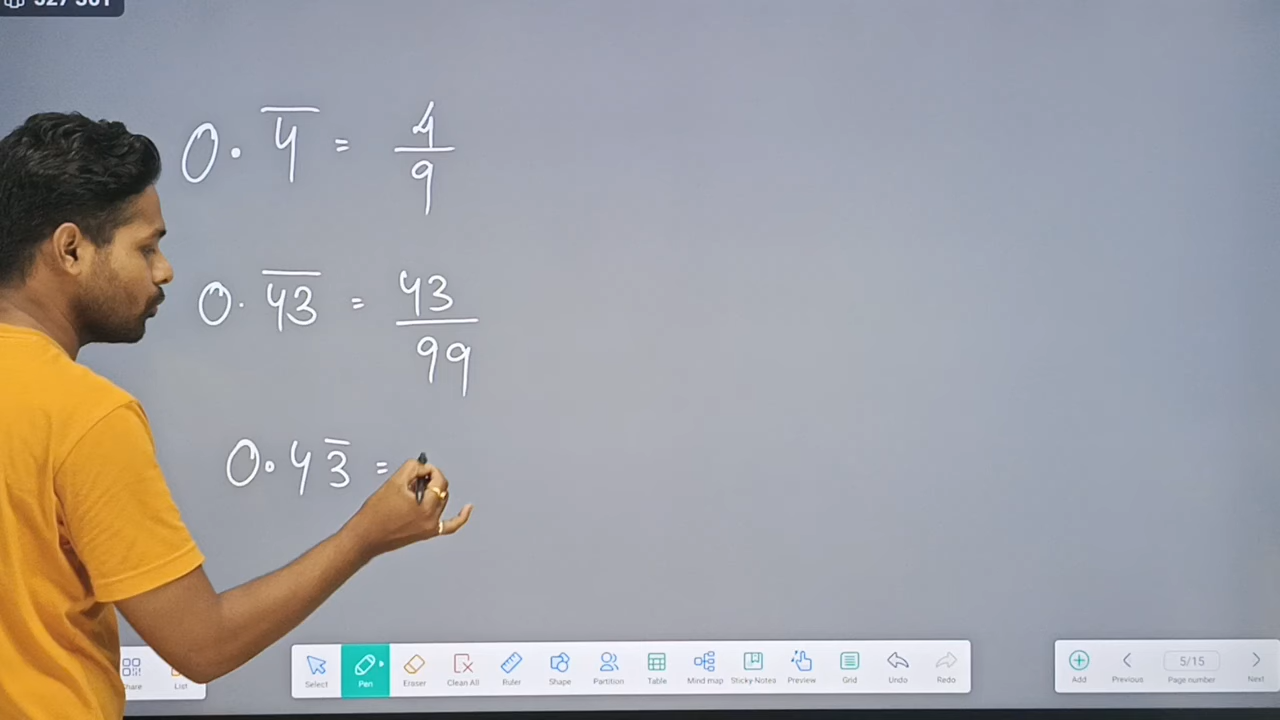 0.4̅ = 4/9
0.4̅3̅ = 43/99
0.43̅ =
Select Pen Eraser Clean All Ruler Shape Partition Table Mind map Sticky-Notes Preview Grid Undo Redo
List
Add Previous 5/15 Page number Next